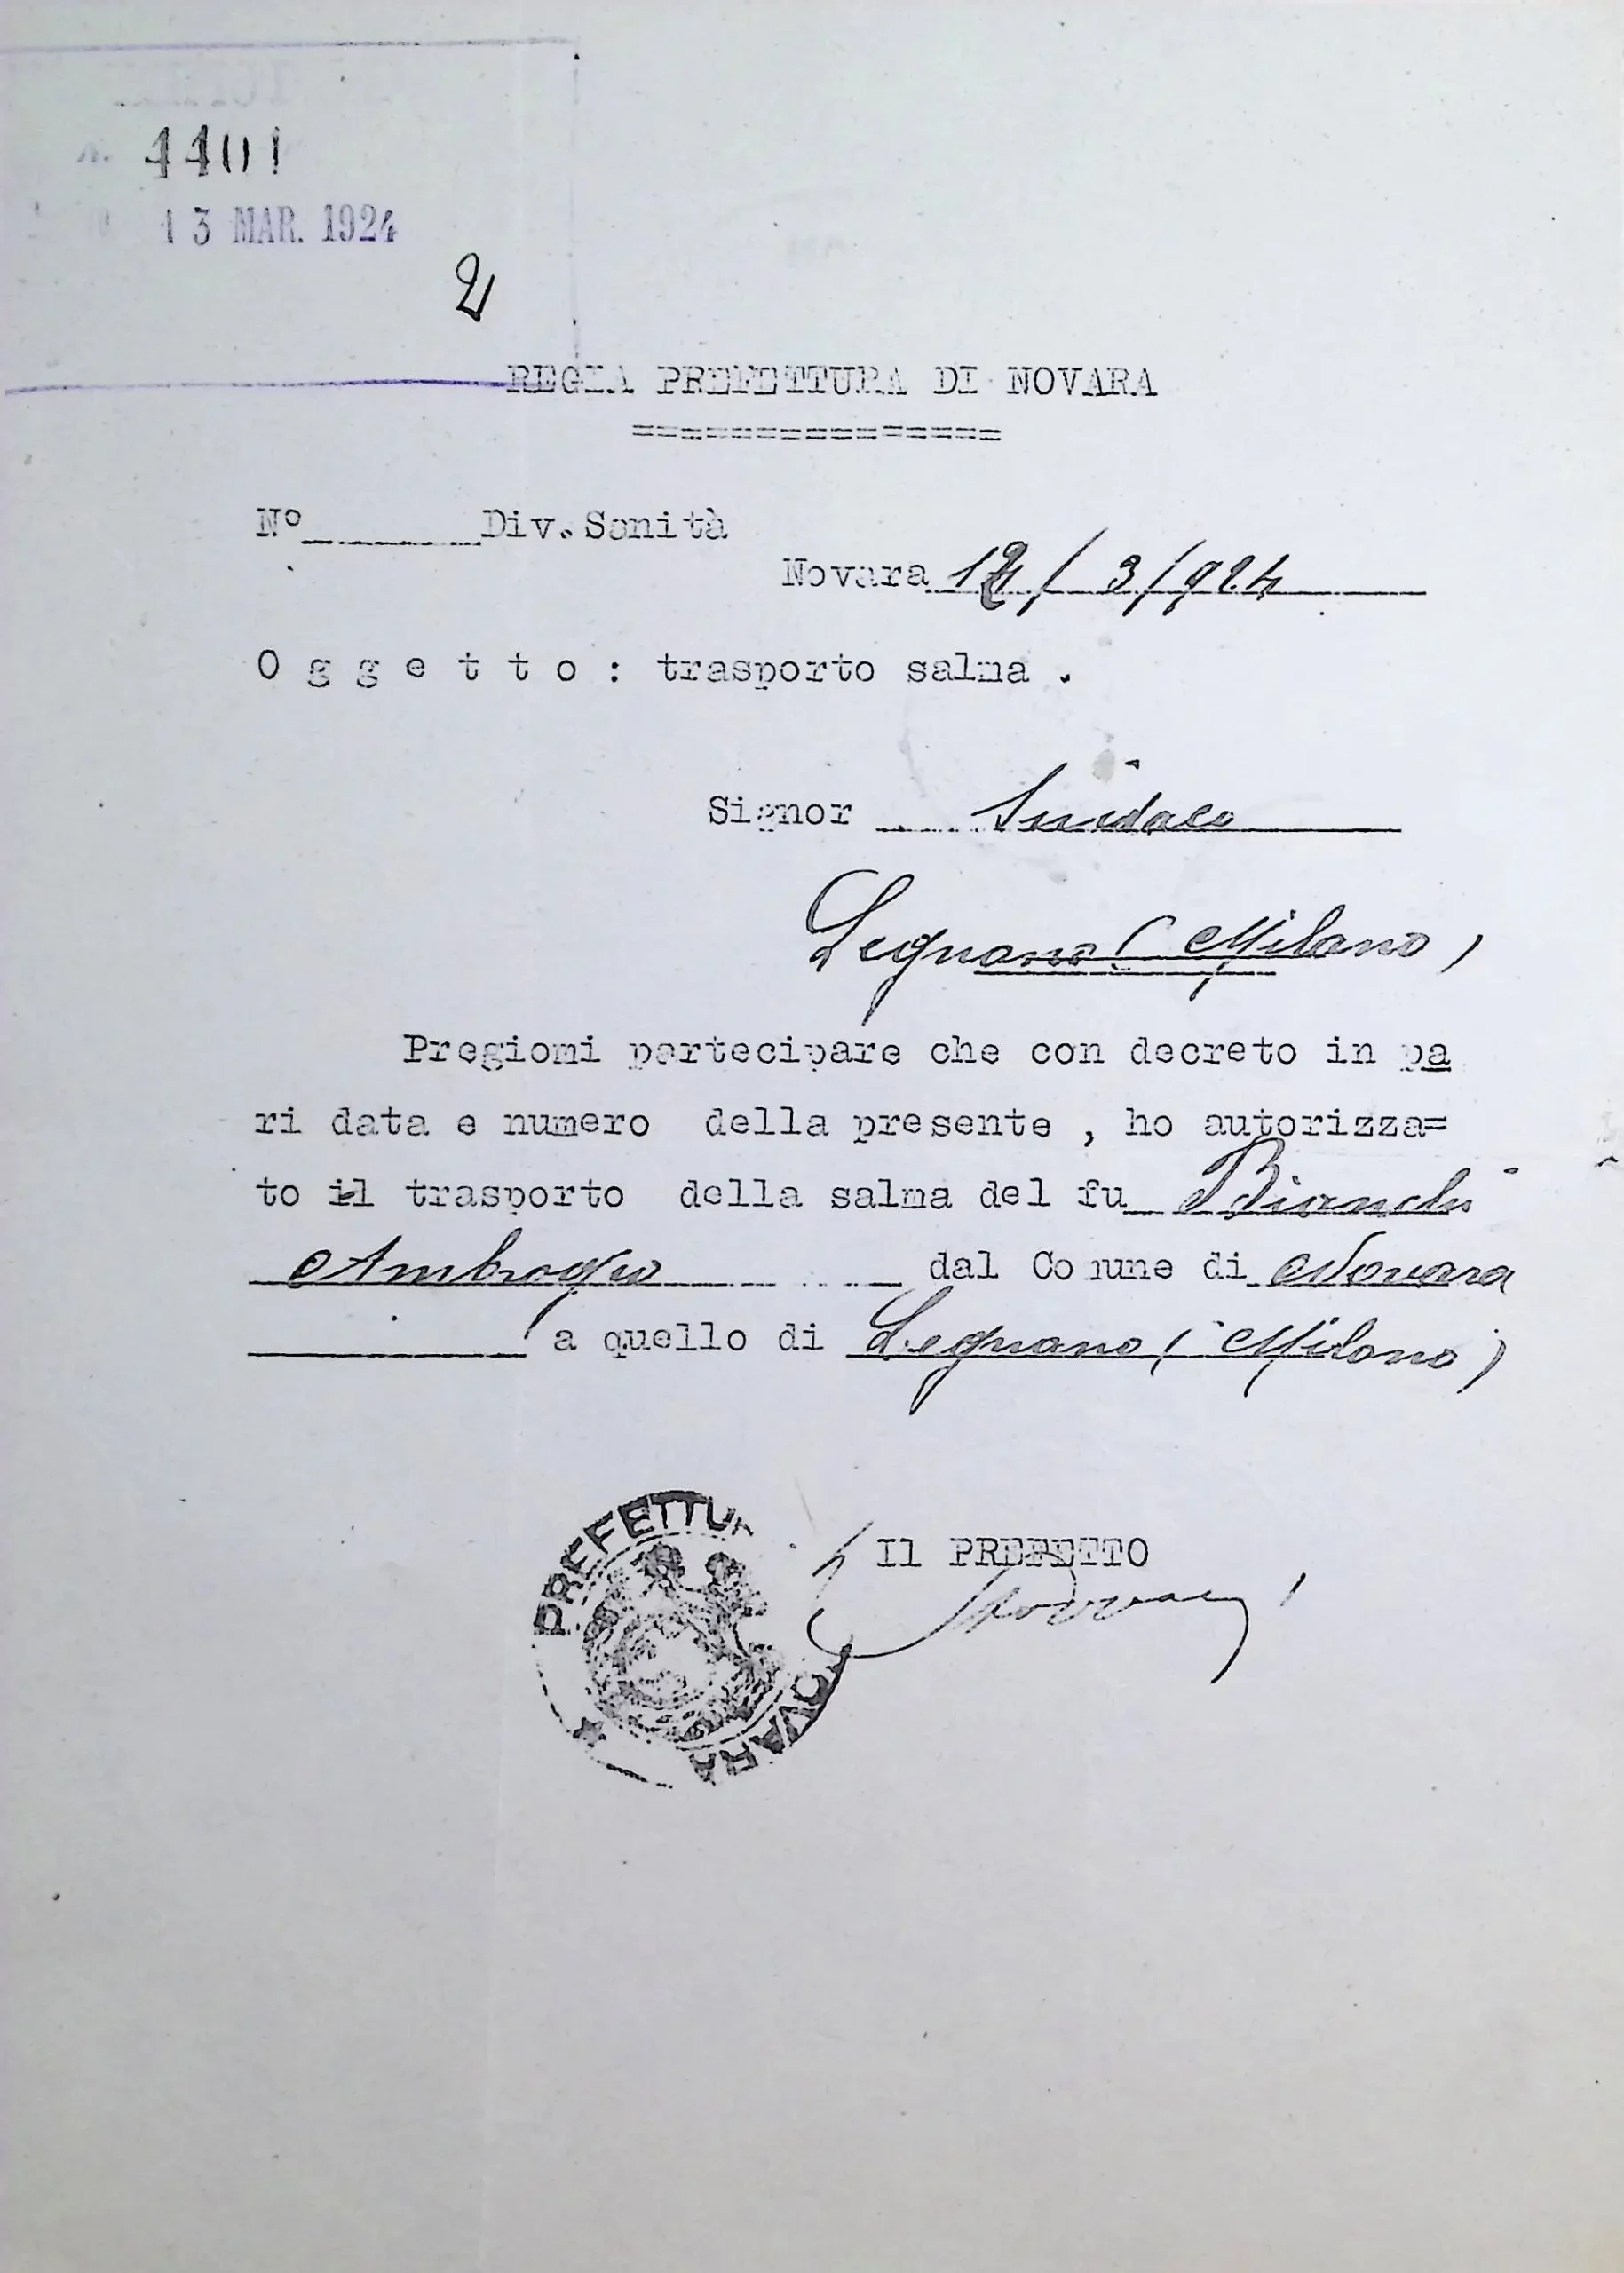 4401
13 MAR. 1924
2
REGIA PREFETTURA DI NOVARA
===============
N° Div. Sanità
Novara / 3 / 924
Oggetto: trasporto salma.
Signor Sindaco
Legnano (Milano)
Pregiomi partecipare che con decreto in pa
ri data e numero della presente, ho autorizza=
to il trasporto della salma del fu Bianchi
Ambrogio dal Comune di Novara
a quello di Legnano (Milano)
Il PREFETTO
PREFETTURA
NOVARA